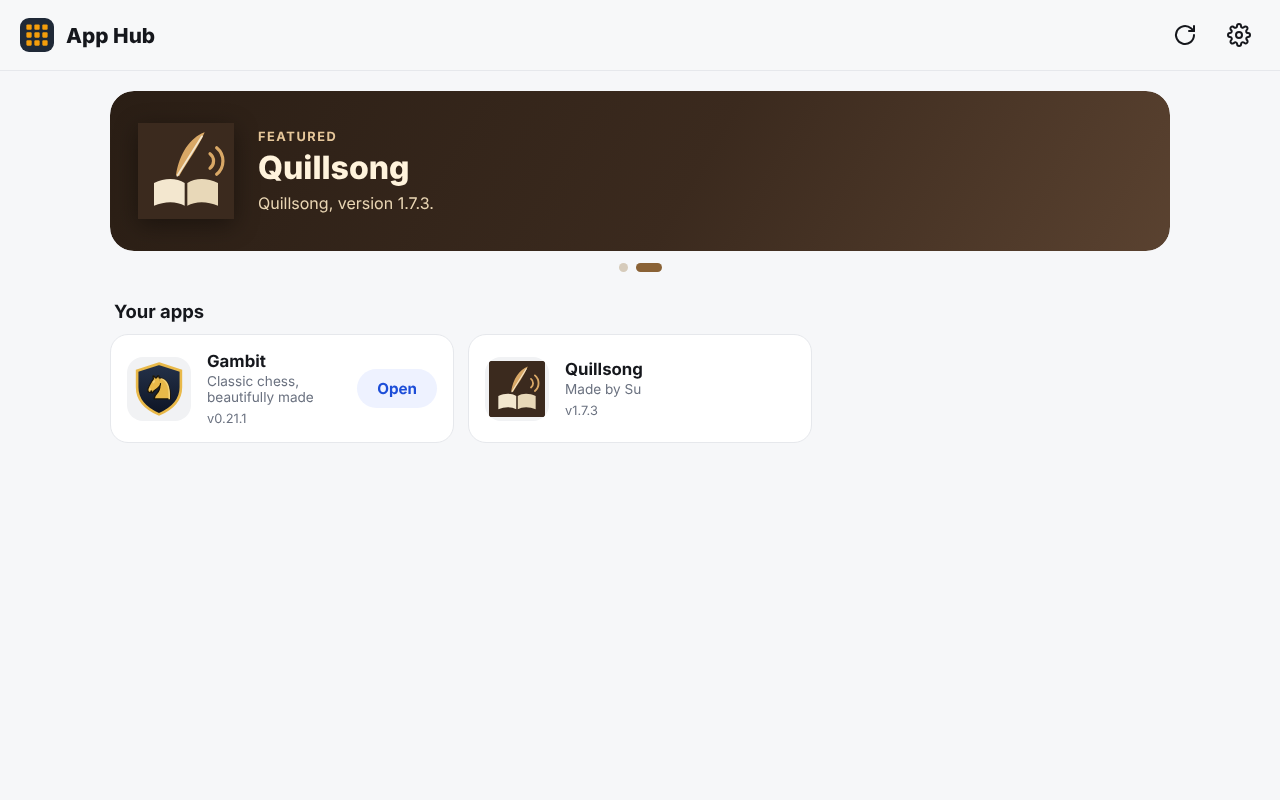 App Hub
FEATURED
Quillsong
Quillsong, version 1.7.3.
Your apps
Gambit
Classic chess,
beautifully made
v0.21.1
Open
Quillsong
Made by Su
v1.7.3